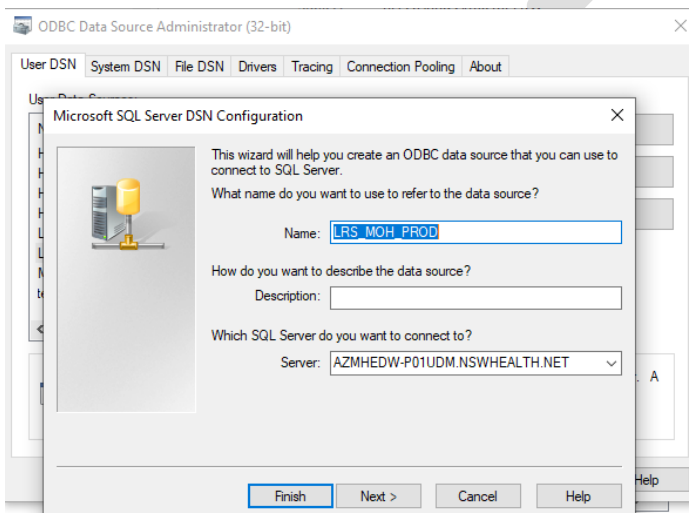 ODBC Data Source Administrator (32-bit)
User DSN System DSN File DSN Drivers Tracing Connection Pooling About
Microsoft SQL Server DSN Configuration
This wizard will help you create an ODBC data source that you can use to
connect to SQL Server.
What name do you want to use to refer to the data source?
Name: LRS_MOH_PROD
How do you want to describe the data source?
Description:
Which SQL Server do you want to connect to?
Server: AZMHEDW-P01UDM.NSWHEALTH.NET
A
Help
Finish Next > Cancel Help